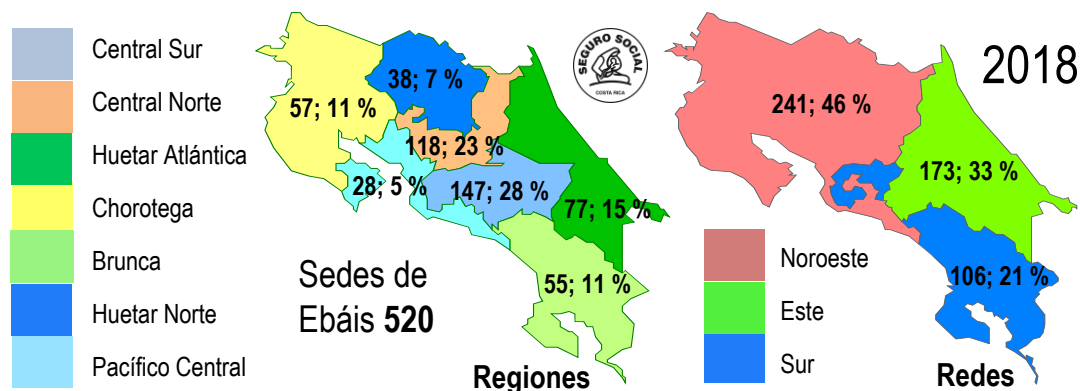 Central Sur
Central Norte
Huetar Atlántica
Chorotega
Brunca
Huetar Norte
Pacífico Central
38; 7 %
57; 11 %
118; 23 %
28; 5 %
147; 28 %
77; 15 %
55; 11 %
Sedes de
Ebáis 520
Regiones
SEGURO SOCIAL
COSTA RICA
2018
241; 46 %
173; 33 %
106; 21 %
Noroeste
Este
Sur
Redes